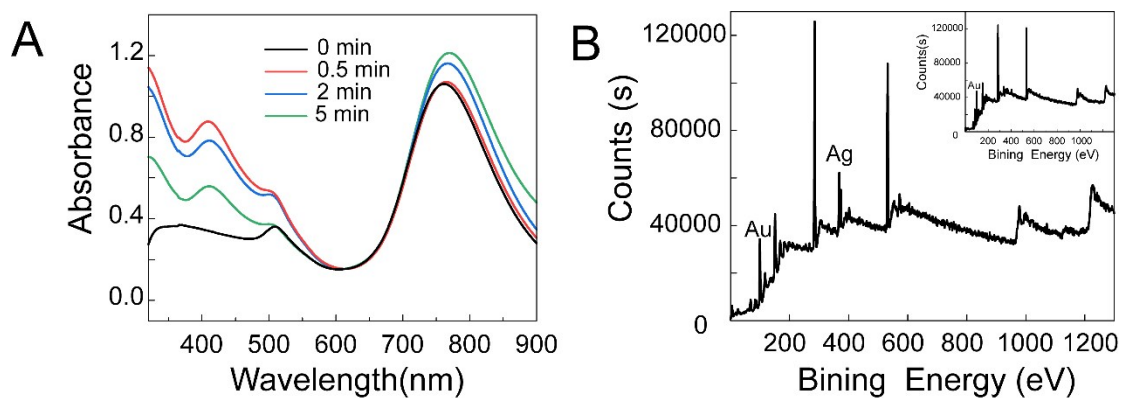 A
Absorbance
1.2
0.8
0.4
0.0
0 min
0.5 min
2 min
5 min
400 500 600 700 800 900
Wavelength(nm)
B
Counts (s)
120000
80000
40000
0
Au
Ag
200 400 600 800 1000 1200
Bining Energy (eV)
Counts(s)
120000
80000
40000
0
Au
200 400 600 800 1000
Bining Energy (eV)